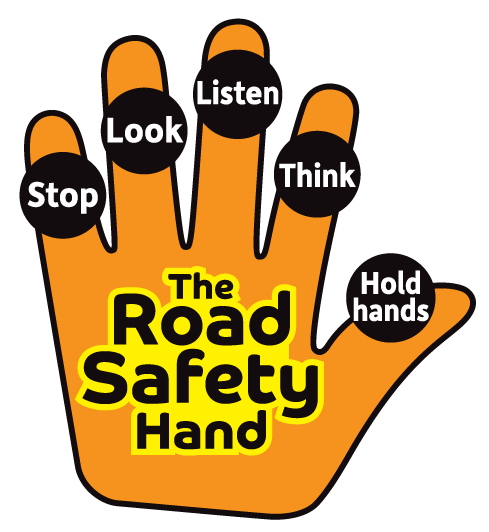 Stop
Look
Listen
Think
Hold
hands
The
Road
Safety
Hand